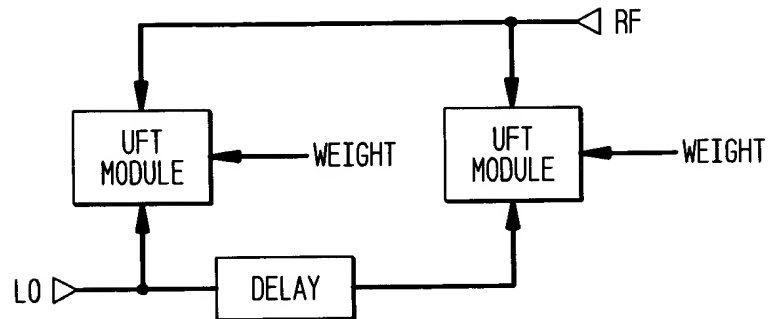 RF
UFT
MODULE
WEIGHT
UFT
MODULE
WEIGHT
LO
DELAY